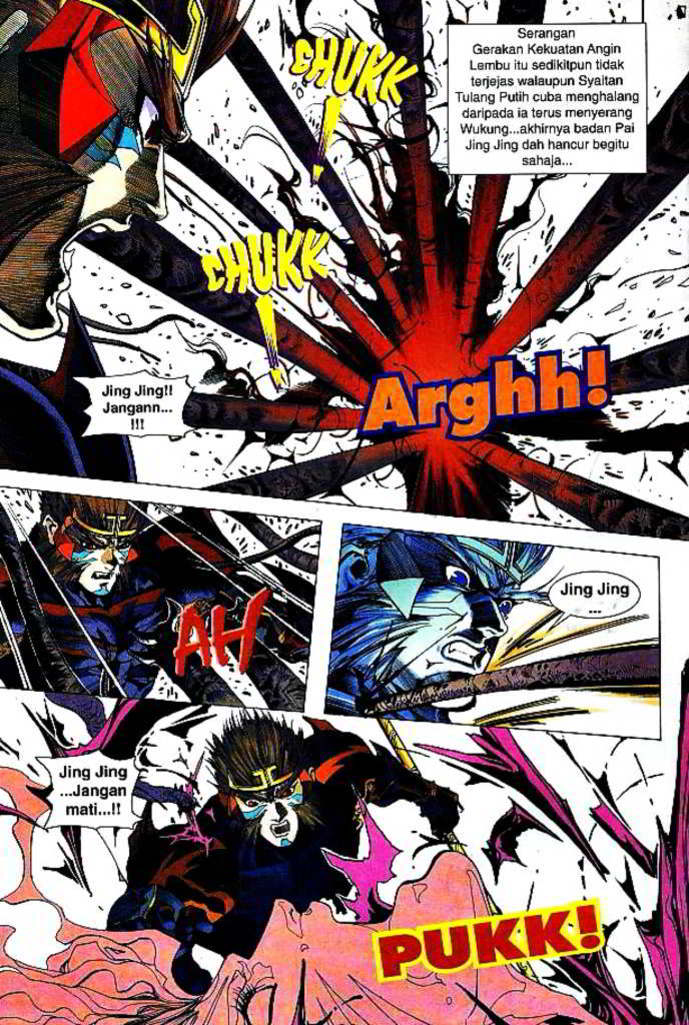 Serangan
Gerakan Kekuatan Angin
Lembu itu sedikitpun tidak
terjejas walaupun Syaitan
Tulang Putih cuba menghalang
daripada ia terus menyerang
Wukung...akhirnya badan Pai
Jing Jing dah hancur begitu
sahaja...
CHUKK
!
CHUKK
!
Arghh!
Jing Jing!!
Jangann...
!!!
AH
Jing Jing
...
Jing Jing
...Jangan
mati...!!
PUKK!